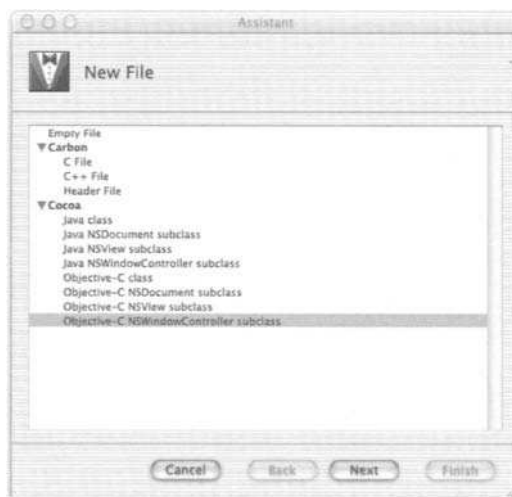 Assistant
New File
Empty File
Carbon
C File
C++ File
Header File
Cocoa
Java class
Java NSDocument subclass
Java NSView subclass
Java NSWindowController subclass
Objective-C class
Objective-C NSDocument subclass
Objective-C NSView subclass
Objective-C NSWindowController subclass
Cancel
Back
Next
Finish